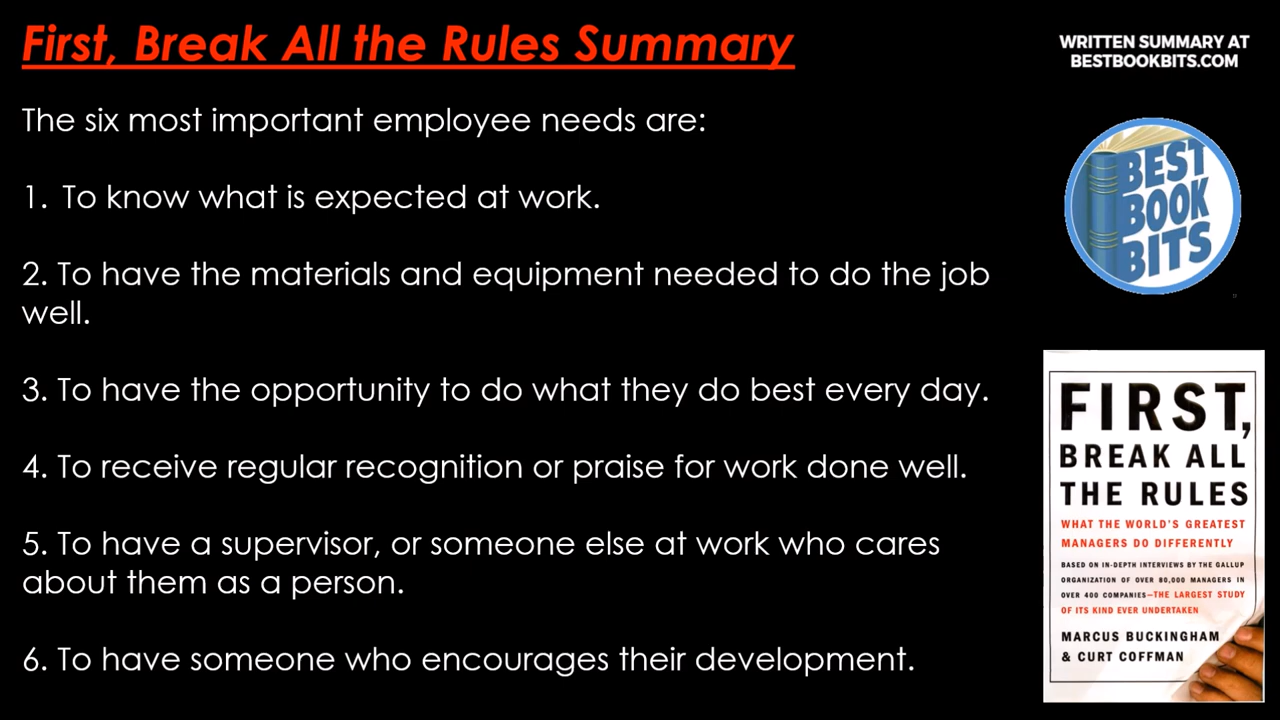 First, Break All the Rules Summary
WRITTEN SUMMARY AT
BESTBOOKBITS.COM
The six most important employee needs are:
1. To know what is expected at work.
2. To have the materials and equipment needed to do the job
well.
3. To have the opportunity to do what they do best every day.
4. To receive regular recognition or praise for work done well.
5. To have a supervisor, or someone else at work who cares
about them as a person.
6. To have someone who encourages their development.
BEST
BOOK
BITS
FIRST,
BREAK ALL
THE RULES
WHAT THE WORLD'S GREATEST
MANAGERS DO DIFFERENTLY
BASED ON IN-DEPTH INTERVIEWS BY THE GALLUP
ORGANIZATION OF OVER 80,000 MANAGERS IN
OVER 400 COMPANIES—THE LARGEST STUDY
OF ITS KIND EVER UNDERTAKEN
MARCUS BUCKINGHAM
& CURT COFFMAN